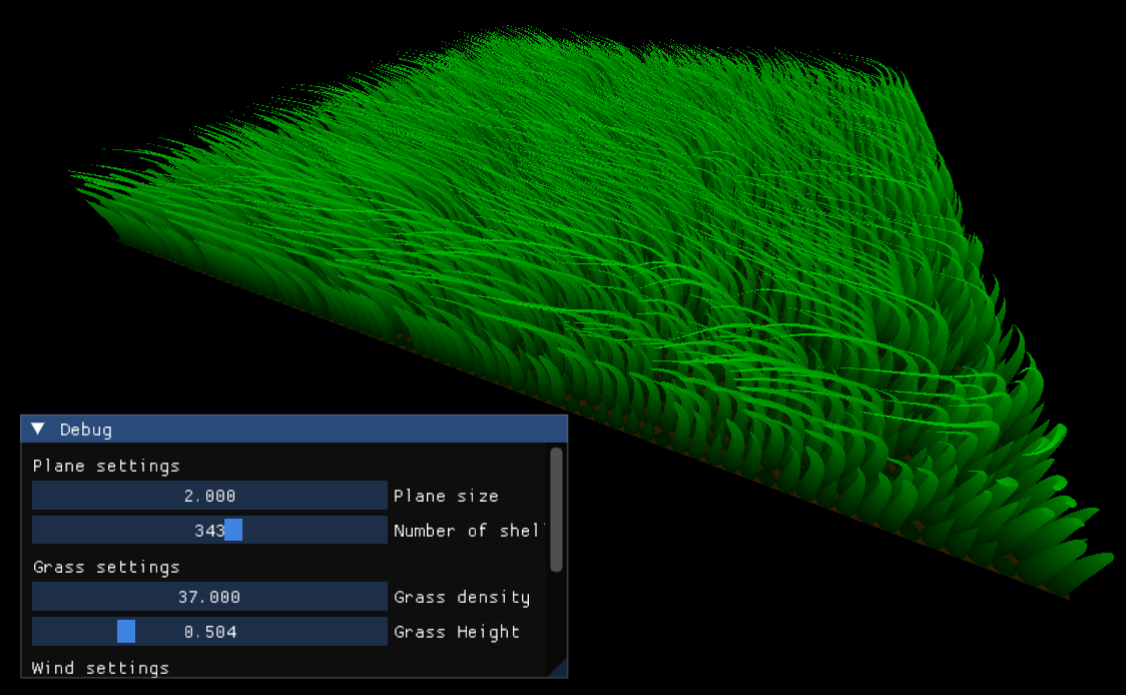 Debug
Plane settings
2.000 Plane size
343 Number of shel
Grass settings
37.000 Grass density
0.504 Grass Height
Wind settings